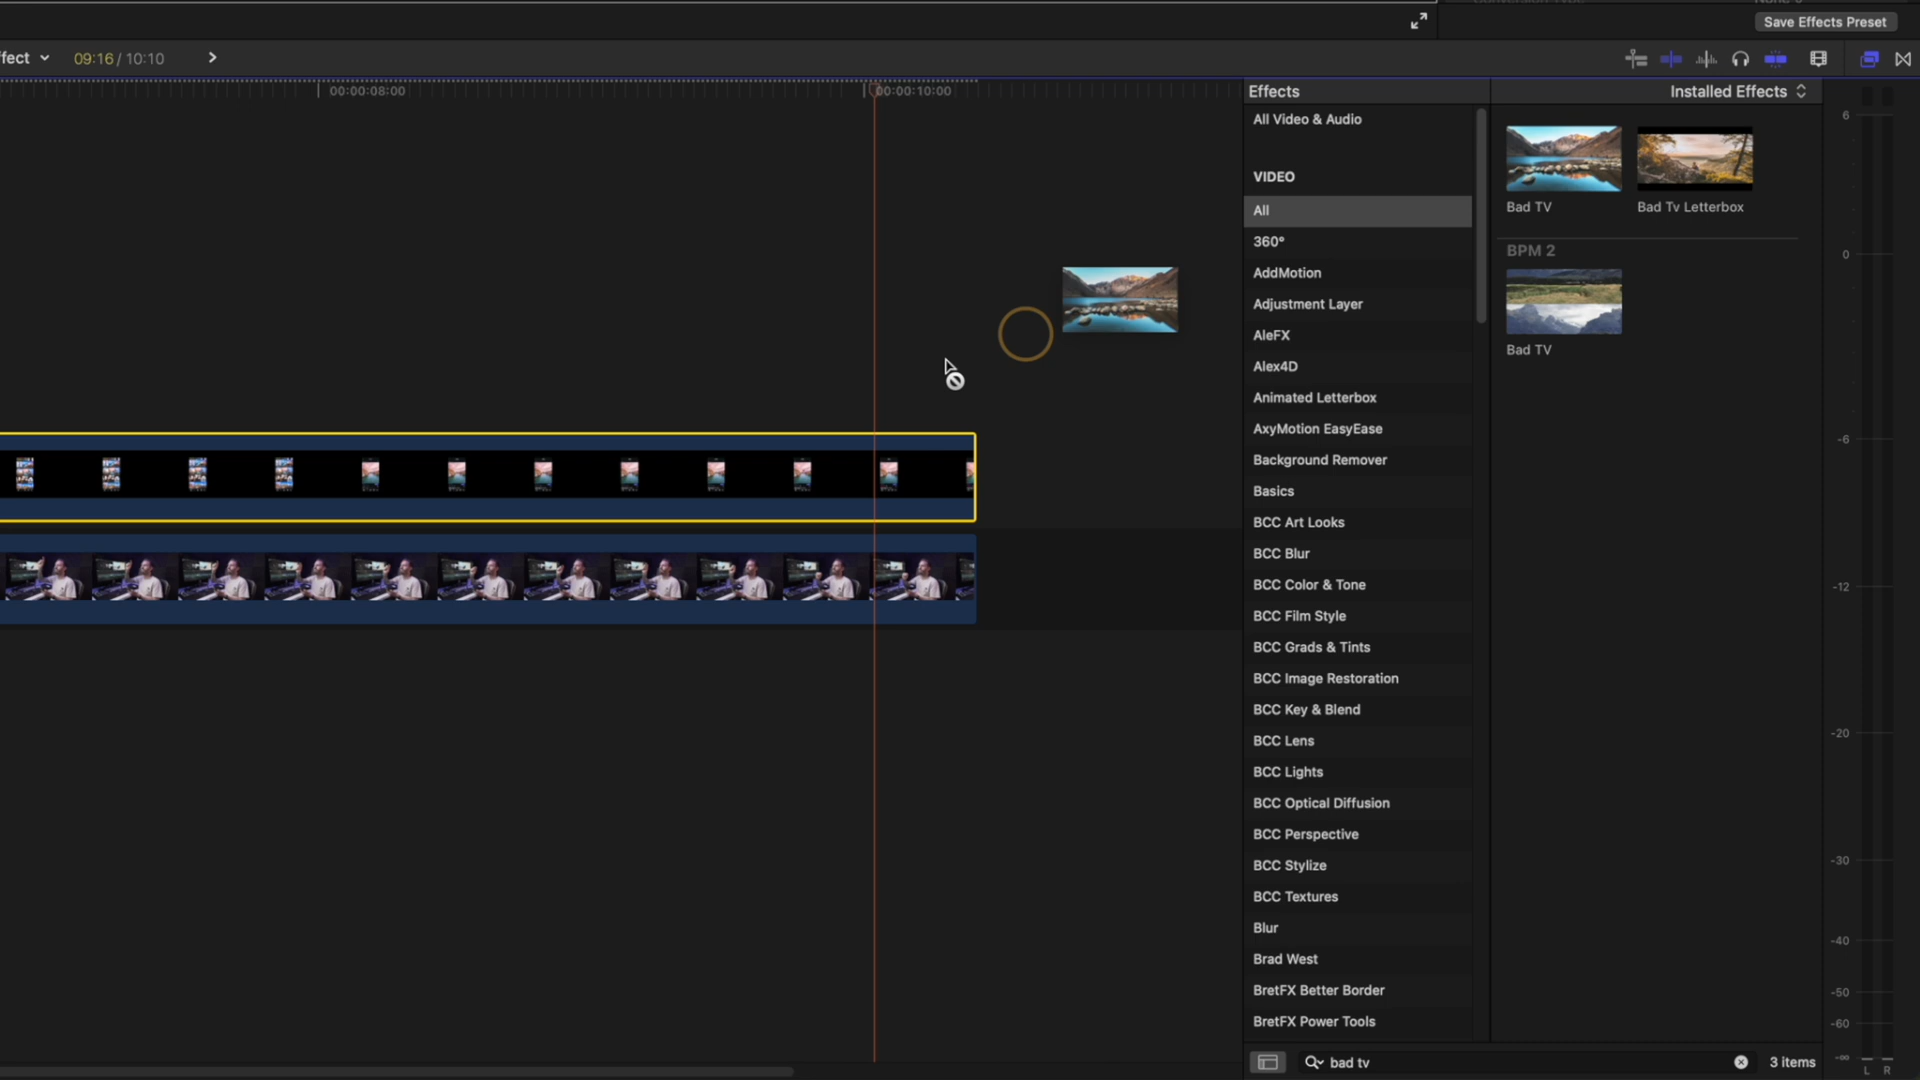 Save Effects Preset
ffect
09:16 / 10:10
00:00:08:00
00:00:10:00
Effects
Installed Effects
All Video & Audio
VIDEO
All
360°
AddMotion
Adjustment Layer
AleFX
Alex4D
Animated Letterbox
AxyMotion EasyEase
Background Remover
Basics
BCC Art Looks
BCC Blur
BCC Color & Tone
BCC Film Style
BCC Grads & Tints
BCC Image Restoration
BCC Key & Blend
BCC Lens
BCC Lights
BCC Optical Diffusion
BCC Perspective
BCC Stylize
BCC Textures
Blur
Brad West
BretFX Better Border
BretFX Power Tools
Bad TV
Bad Tv Letterbox
BPM 2
Bad TV
6
0
-6
-12
-20
-30
-40
-50
-60
-∞
L R
bad tv
3 items